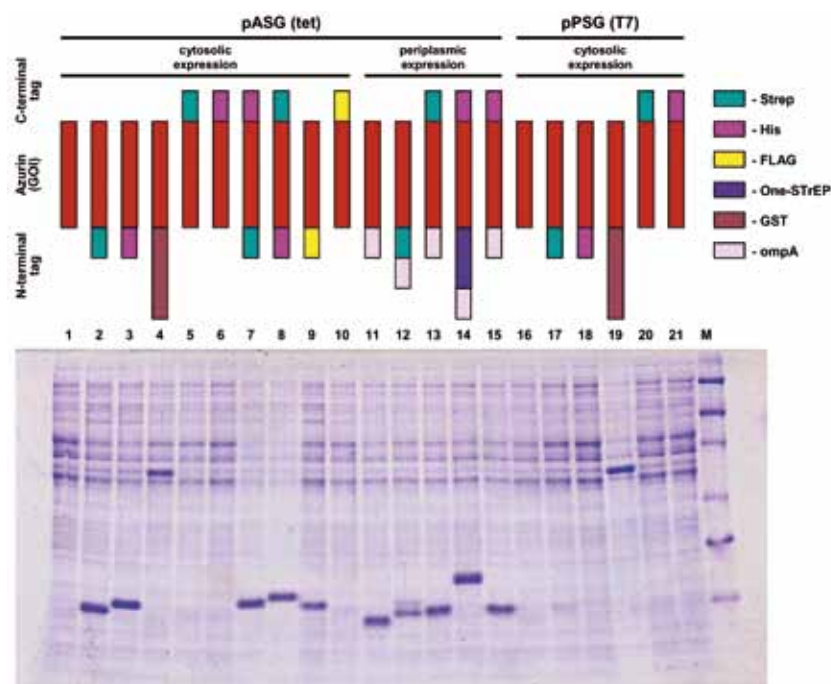 pASG (tet) pPSG (T7)
cytosolic expression periplasmic expression cytosolic expression
C-terminal tag
- Strep
- His
Azurin (GOI)
- FLAG
- One-STrEP
- GST
N-terminal tag
- ompA
1 2 3 4 5 6 7 8 9 10 11 12 13 14 15 16 17 18 19 20 21 M